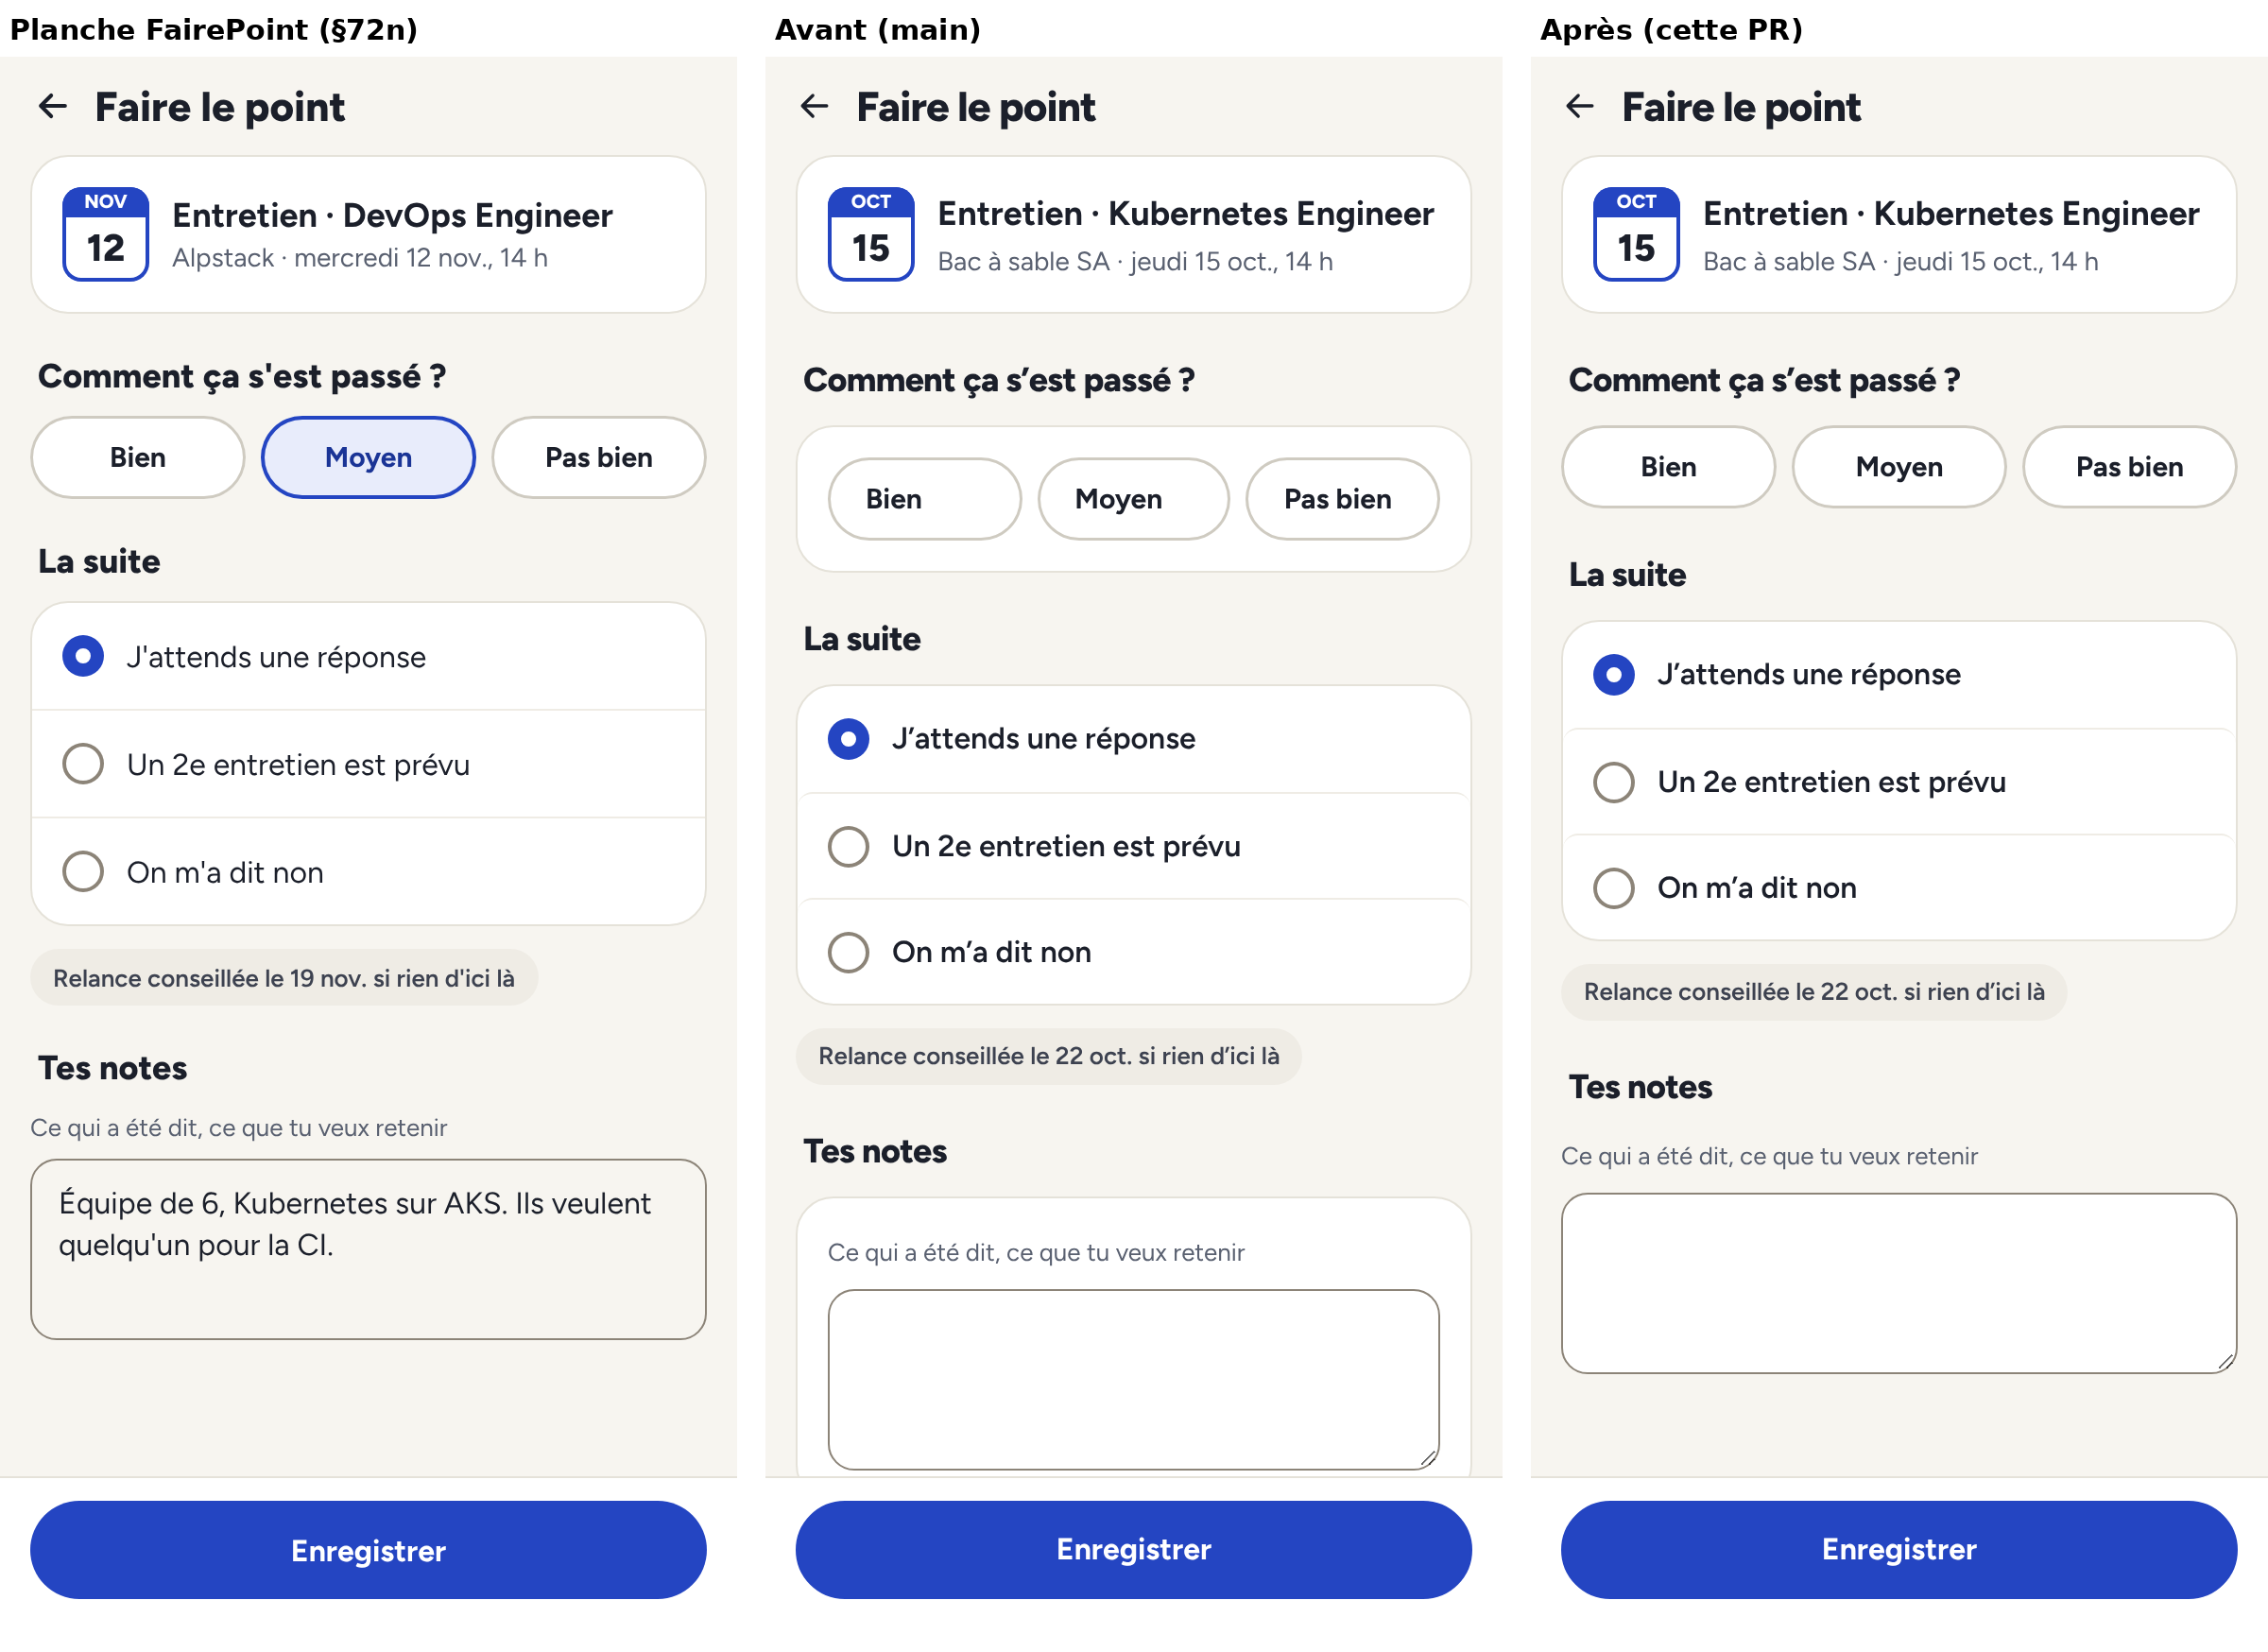 Planche FairePoint (§72n)
Faire le point
NOV
12
Entretien · DevOps Engineer
Alpstack · mercredi 12 nov., 14 h
Comment ça s'est passé ?
Bien
Moyen
Pas bien
La suite
J'attends une réponse
Un 2e entretien est prévu
On m'a dit non
Relance conseillée le 19 nov. si rien d'ici là
Tes notes
Ce qui a été dit, ce que tu veux retenir
Équipe de 6, Kubernetes sur AKS. Ils veulent
quelqu'un pour la CI.
Enregistrer
Avant (main)
Faire le point
OCT
15
Entretien · Kubernetes Engineer
Bac à sable SA · jeudi 15 oct., 14 h
Comment ça s’est passé ?
Bien
Moyen
Pas bien
La suite
J’attends une réponse
Un 2e entretien est prévu
On m’a dit non
Relance conseillée le 22 oct. si rien d’ici là
Tes notes
Ce qui a été dit, ce que tu veux retenir
Enregistrer
Après (cette PR)
Faire le point
OCT
15
Entretien · Kubernetes Engineer
Bac à sable SA · jeudi 15 oct., 14 h
Comment ça s’est passé ?
Bien
Moyen
Pas bien
La suite
J’attends une réponse
Un 2e entretien est prévu
On m’a dit non
Relance conseillée le 22 oct. si rien d’ici là
Tes notes
Ce qui a été dit, ce que tu veux retenir
Enregistrer